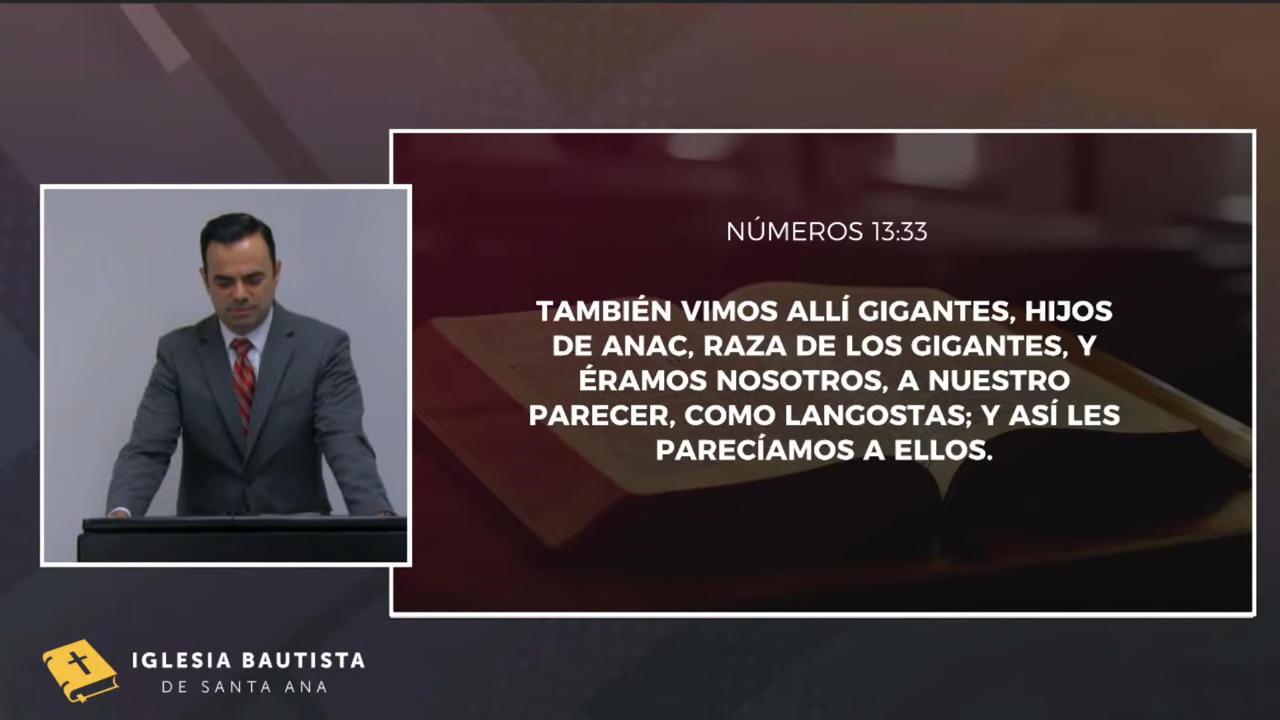 NÚMEROS 13:33
TAMBIÉN VIMOS ALLÍ GIGANTES, HIJOS
DE ANAC, RAZA DE LOS GIGANTES, Y
ÉRAMOS NOSOTROS, A NUESTRO
PARECER, COMO LANGOSTAS; Y ASÍ LES
PARECÍAMOS A ELLOS.
IGLESIA BAUTISTA
DE SANTA ANA